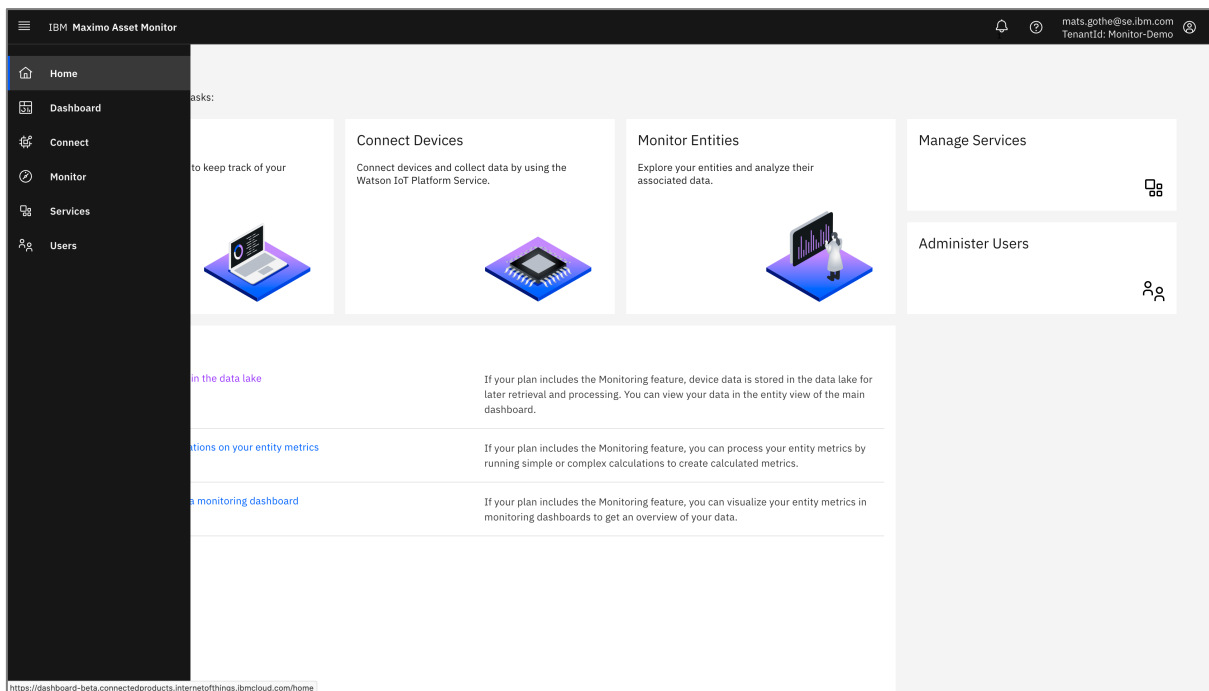 IBM Maximo Asset Monitor
mats.gothe@se.ibm.com
TenantId: Monitor-Demo
Home
Dashboard
Connect
Monitor
Services
Users
asks:
to keep track of your
Connect Devices
Connect devices and collect data by using the
Watson IoT Platform Service.
Monitor Entities
Explore your entities and analyze their
associated data.
Manage Services
Administer Users
in the data lake
If your plan includes the Monitoring feature, device data is stored in the data lake for
later retrieval and processing. You can view your data in the entity view of the main
dashboard.
ations on your entity metrics
If your plan includes the Monitoring feature, you can process your entity metrics by
running simple or complex calculations to create calculated metrics.
a monitoring dashboard
If your plan includes the Monitoring feature, you can visualize your entity metrics in
monitoring dashboards to get an overview of your data.
https://dashboard-beta.connectedproducts.internetofthings.ibmcloud.com/home